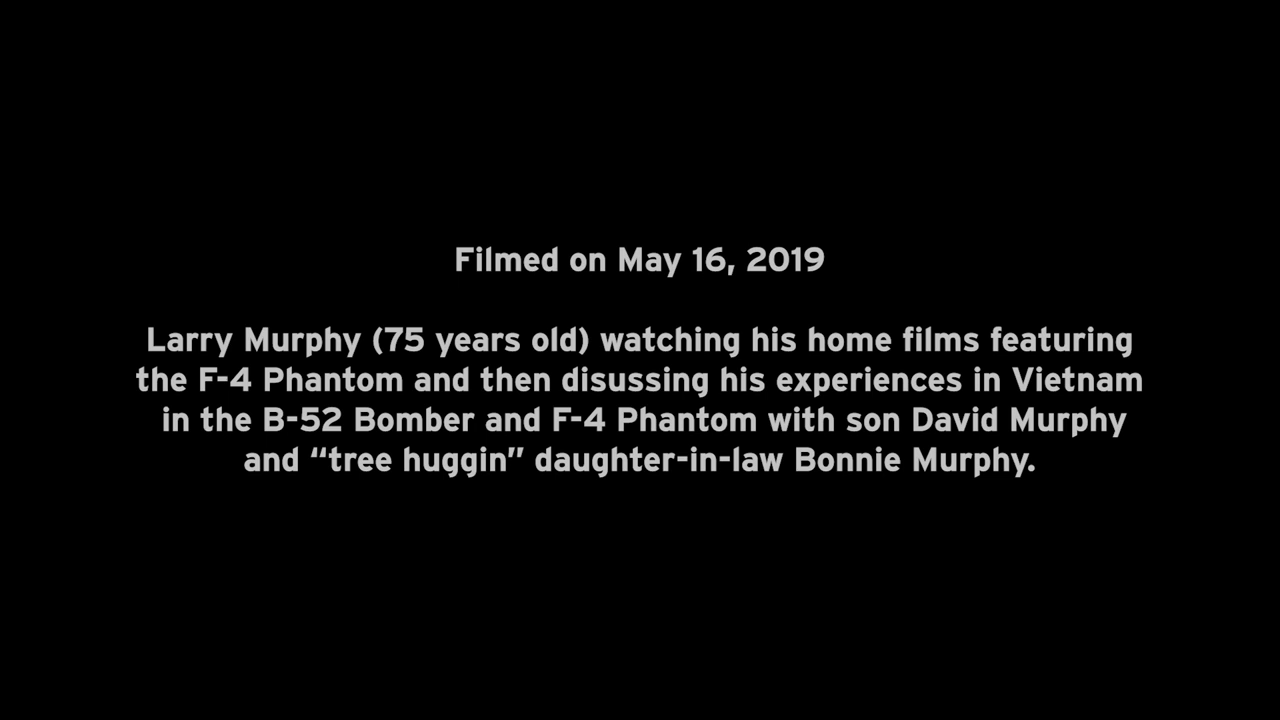 Filmed on May 16, 2019
Larry Murphy (75 years old) watching his home films featuring
the F-4 Phantom and then disussing his experiences in Vietnam
in the B-52 Bomber and F-4 Phantom with son David Murphy
and “tree huggin” daughter-in-law Bonnie Murphy.